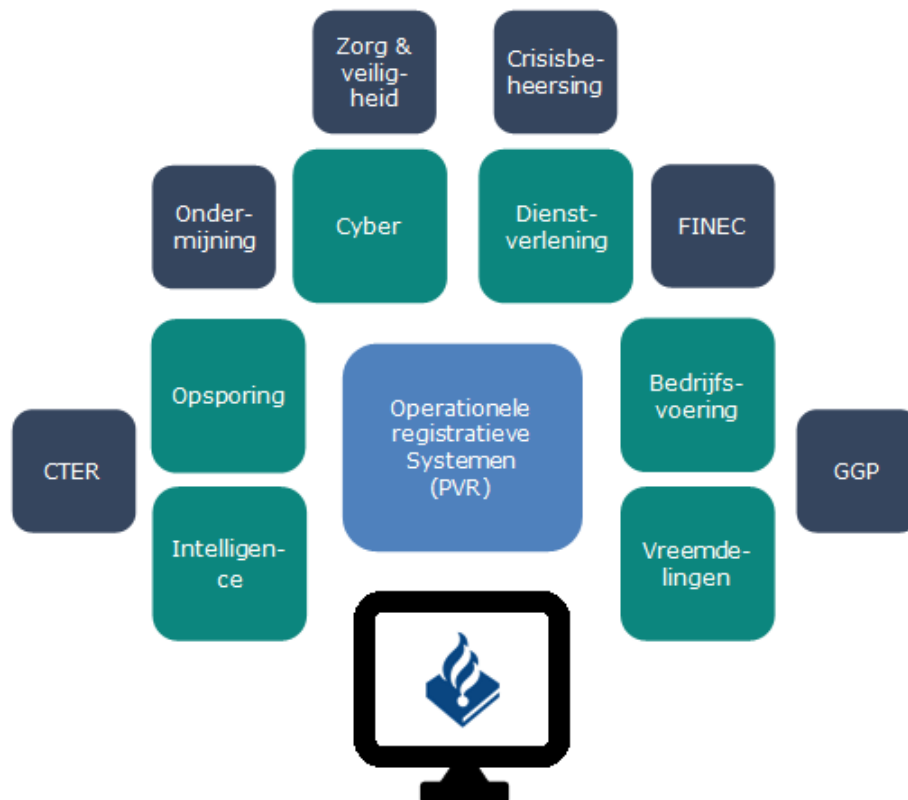 Zorg &
veilig-
heid
Crisisbe-
heersing
Onder-
mijning
Cyber
Dienst-
verlening
FINEC
Opsporing
Operationele
registratieve
Systemen
(PVR)
Bedrijfs-
voering
CTER
GGP
Intelligen-
ce
Vreemde-
lingen